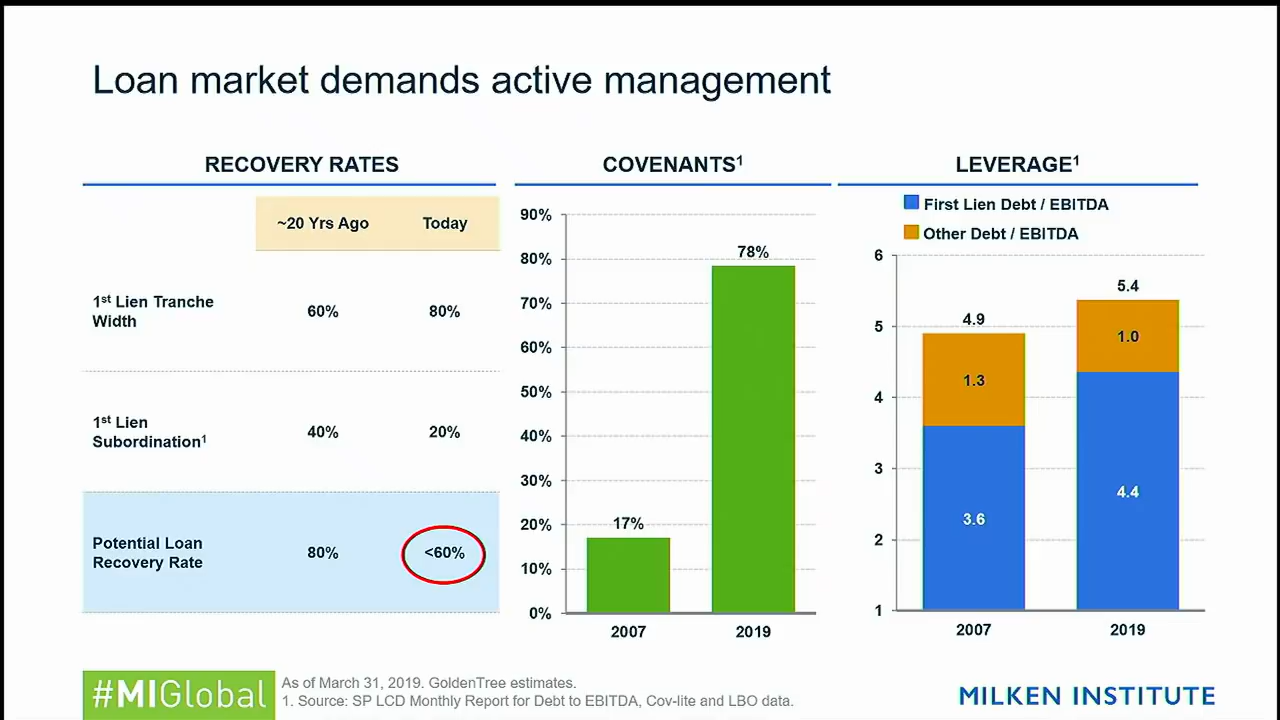 Loan market demands active management
RECOVERY RATES
~20 Yrs Ago Today
1st Lien Tranche
Width
60% 80%
1st Lien
Subordination1
40% 20%
Potential Loan
Recovery Rate
80% <60%
COVENANTS1
90%
80%
70%
60%
50%
40%
30%
20%
10%
0%
17%
78%
2007 2019
LEVERAGE1
First Lien Debt / EBITDA
Other Debt / EBITDA
6
5
4
3
2
1
4.9
1.3
3.6
5.4
1.0
4.4
2007 2019
#MIGlobal
As of March 31, 2019. GoldenTree estimates.
1. Source: SP LCD Monthly Report for Debt to EBITDA, Cov-lite and LBO data.
MILKEN INSTITUTE